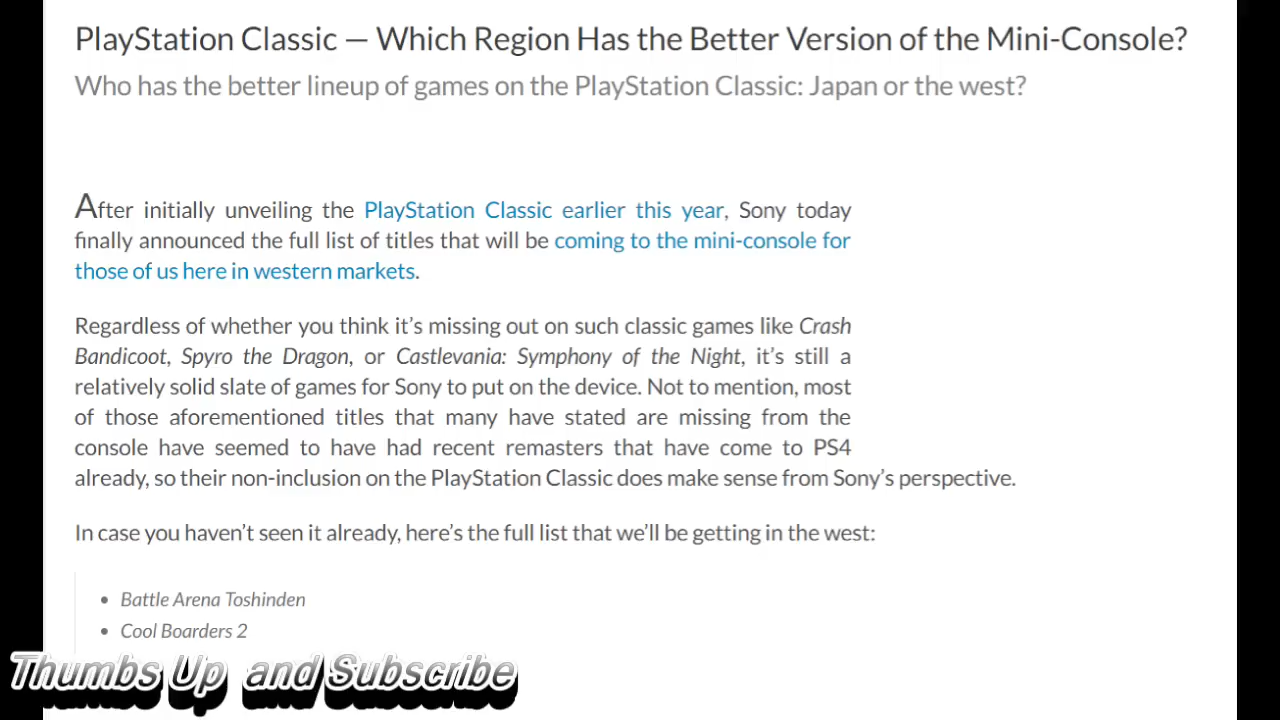 PlayStation Classic — Which Region Has the Better Version of the Mini-Console?
Who has the better lineup of games on the PlayStation Classic: Japan or the west?
After initially unveiling the PlayStation Classic earlier this year, Sony today
finally announced the full list of titles that will be coming to the mini-console for
those of us here in western markets.
Regardless of whether you think it’s missing out on such classic games like Crash
Bandicoot, Spyro the Dragon, or Castlevania: Symphony of the Night, it’s still a
relatively solid slate of games for Sony to put on the device. Not to mention, most
of those aforementioned titles that many have stated are missing from the
console have seemed to have had recent remasters that have come to PS4
already, so their non-inclusion on the PlayStation Classic does make sense from Sony’s perspective.
In case you haven’t seen it already, here’s the full list that we’ll be getting in the west:
• Battle Arena Toshinden
• Cool Boarders 2
Thumbs Up and Subscribe